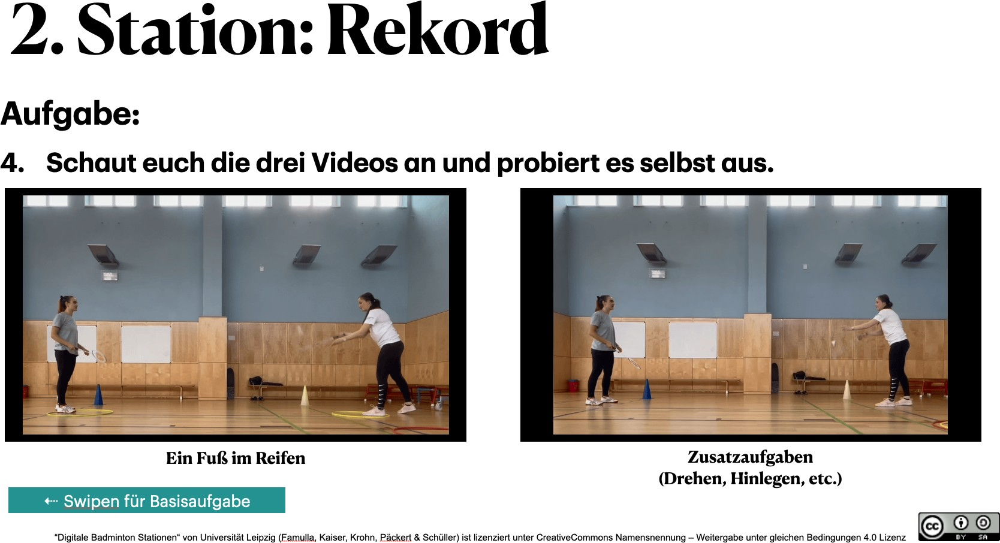 2. Station: Rekord
Aufgabe:
4. Schaut euch die drei Videos an und probiert es selbst aus.
Ein Fuß im Reifen
Zusatzaufgaben
(Drehen, Hinlegen, etc.)
⇠ Swipen für Basisaufgabe
“Digitale Badminton Stationen“ von Universität Leipzig (Famulla, Kaiser, Krohn, Päckert & Schüller) ist lizenziert unter CreativeCommons Namensnennung – Weitergabe unter gleichen Bedingungen 4.0 Lizenz
cc
BY SA